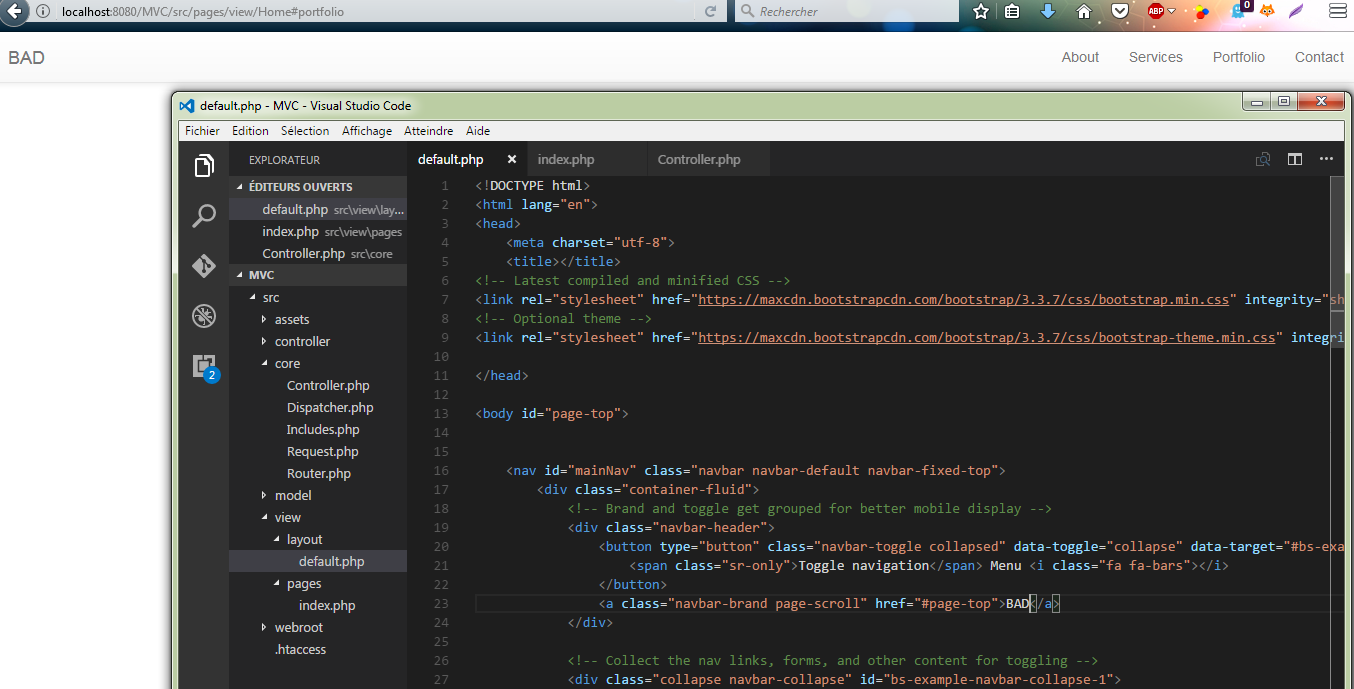 localhost:8080/MVC/src/pages/view/Home#portfolio
Rechercher
ABP
0
BAD
About
Services
Portfolio
Contact
default.php - MVC - Visual Studio Code
Fichier Edition Sélection Affichage Atteindre Aide
EXPLORATEUR
ÉDITEURS OUVERTS
default.php src\view\lay...
index.php src\view\pages
Controller.php src\core
MVC
src
assets
controller
core
Controller.php
Dispatcher.php
Includes.php
Request.php
Router.php
model
view
layout
default.php
pages
index.php
webroot
.htaccess
2
default.php index.php Controller.php
1 <!DOCTYPE html>
2 <html lang="en">
3 <head>
4 <meta charset="utf-8">
5 <title></title>
6 <!-- Latest compiled and minified CSS -->
7 <link rel="stylesheet" href="https://maxcdn.bootstrapcdn.com/bootstrap/3.3.7/css/bootstrap.min.css" integrity="sh
8 <!-- Optional theme -->
9 <link rel="stylesheet" href="https://maxcdn.bootstrapcdn.com/bootstrap/3.3.7/css/bootstrap-theme.min.css" integri
10
11 </head>
12
13 <body id="page-top">
14
15
16 <nav id="mainNav" class="navbar navbar-default navbar-fixed-top">
17 <div class="container-fluid">
18 <!-- Brand and toggle get grouped for better mobile display -->
19 <div class="navbar-header">
20 <button type="button" class="navbar-toggle collapsed" data-toggle="collapse" data-target="#bs-exa
21 <span class="sr-only">Toggle navigation</span> Menu <i class="fa fa-bars"></i>
22 </button>
23 <a class="navbar-brand page-scroll" href="#page-top">BAD</a>
24 </div>
25
26 <!-- Collect the nav links, forms, and other content for toggling -->
27 <div class="collapse navbar-collapse" id="bs-example-navbar-collapse-1">